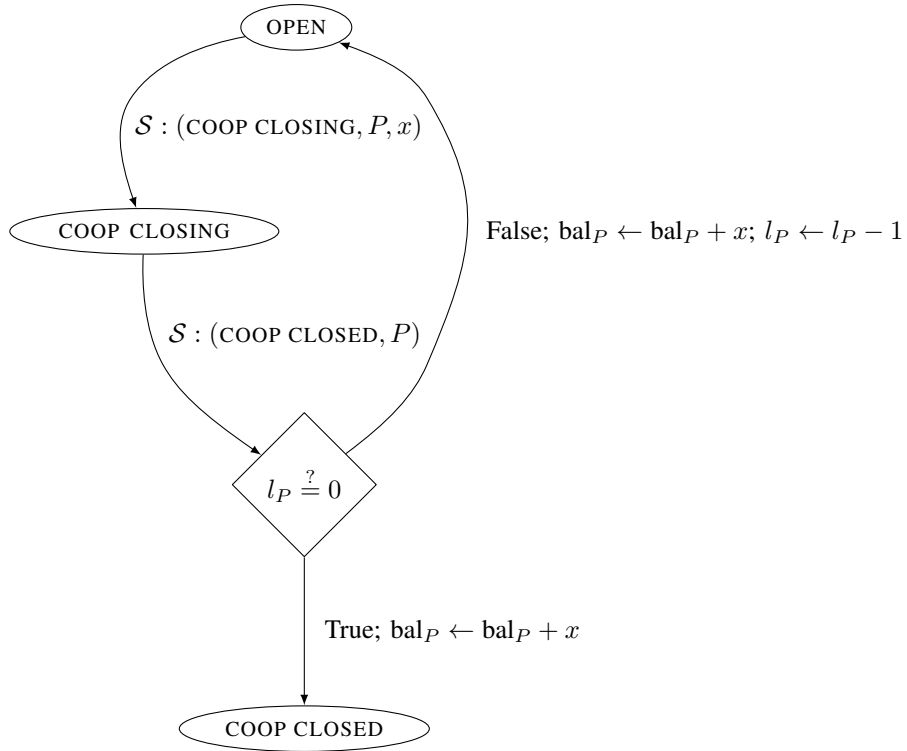 OPEN
𝒮 : (COOP CLOSING, P, x)
COOP CLOSING
False; bal_P ← bal_P + x; l_P ← l_P − 1
𝒮 : (COOP CLOSED, P)
l_P ≟ 0
True; bal_P ← bal_P + x
COOP CLOSED